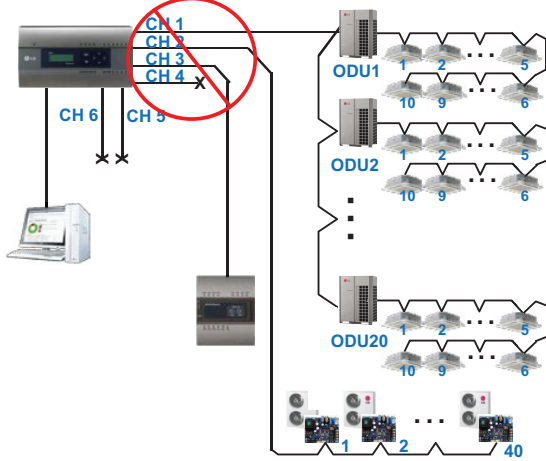 CH 1
CH 2
CH 3
CH 4
X
CH 6
CH 5
LG
ODU1
1 2 5
10 9 6
ODU2
1 2 5
10 9 6
ODU20
1 2 5
10 9 6
1 2 40